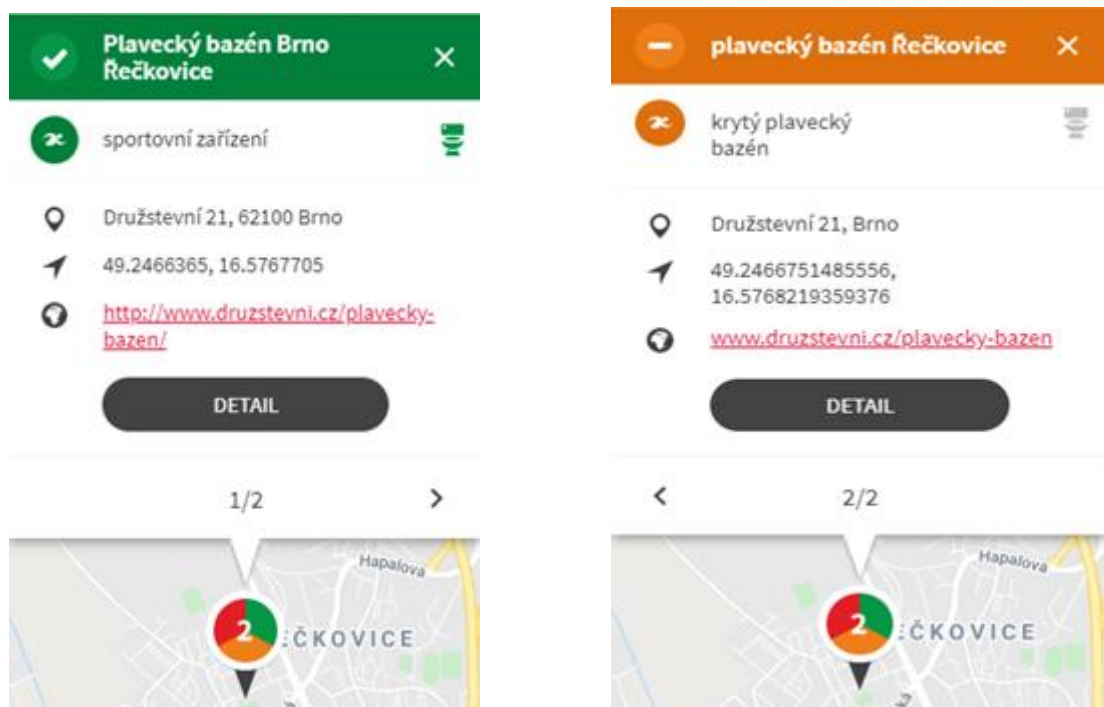 Plavecký bazén Brno
Řečkovice
sportovní zařízení
Družstevní 21, 62100 Brno
49.2466365, 16.5767705
http://www.druzstevni.cz/plavecky-
bazen/
DETAIL
1/2
Hapalova
2
EČKOVICE
plavecký bazén Řečkovice
krytý plavecký
bazén
Družstevní 21, Brno
49.2466751485556,
16.5768219359376
www.druzstevni.cz/plavecky-bazen
DETAIL
2/2
Hapalova
2
EČKOVICE